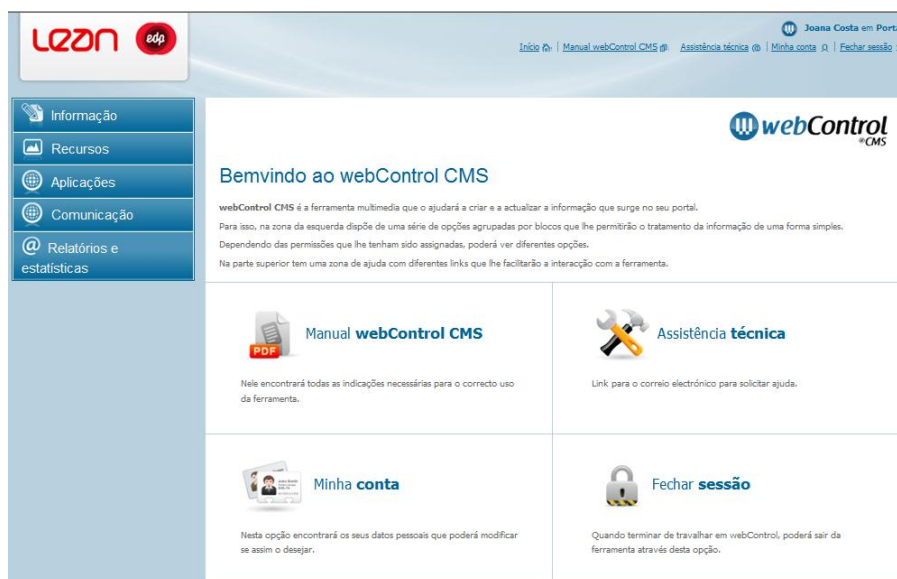 LEAN edp
Joana Costa em Port
Início | Manual webControl CMS | Assistência técnica | Minha conta | Fechar sessão
Informação
Recursos
Aplicações
Comunicação
@ Relatórios e
estatísticas
webControl
CMS
Bemvindo ao webControl CMS
webControl CMS é a ferramenta multimedia que o ajudará a criar e a actualizar a informação que surge no seu portal.
Para isso, na zona da esquerda dispõe de uma série de opções agrupadas por blocos que lhe permitirão o tratamento da informação de uma forma simples.
Dependendo das permissões que lhe tenham sido assignadas, poderá ver diferentes opções.
Na parte superior tem uma zona de ajuda com diferentes links que lhe facilitarão a interacção com a ferramenta.
PDF
Manual webControl CMS
Nele encontrará todas as indicações necessárias para o correcto uso
da ferramenta.
Assistência técnica
Link para o correio electrónico para solicitar ajuda.
Minha conta
Nesta opção encontrará os seus dados pessoais que poderá modificar
se assim o desejar.
Fechar sessão
Quando terminar de travalhar em webControl, poderá sair da
ferramenta através desta opção.